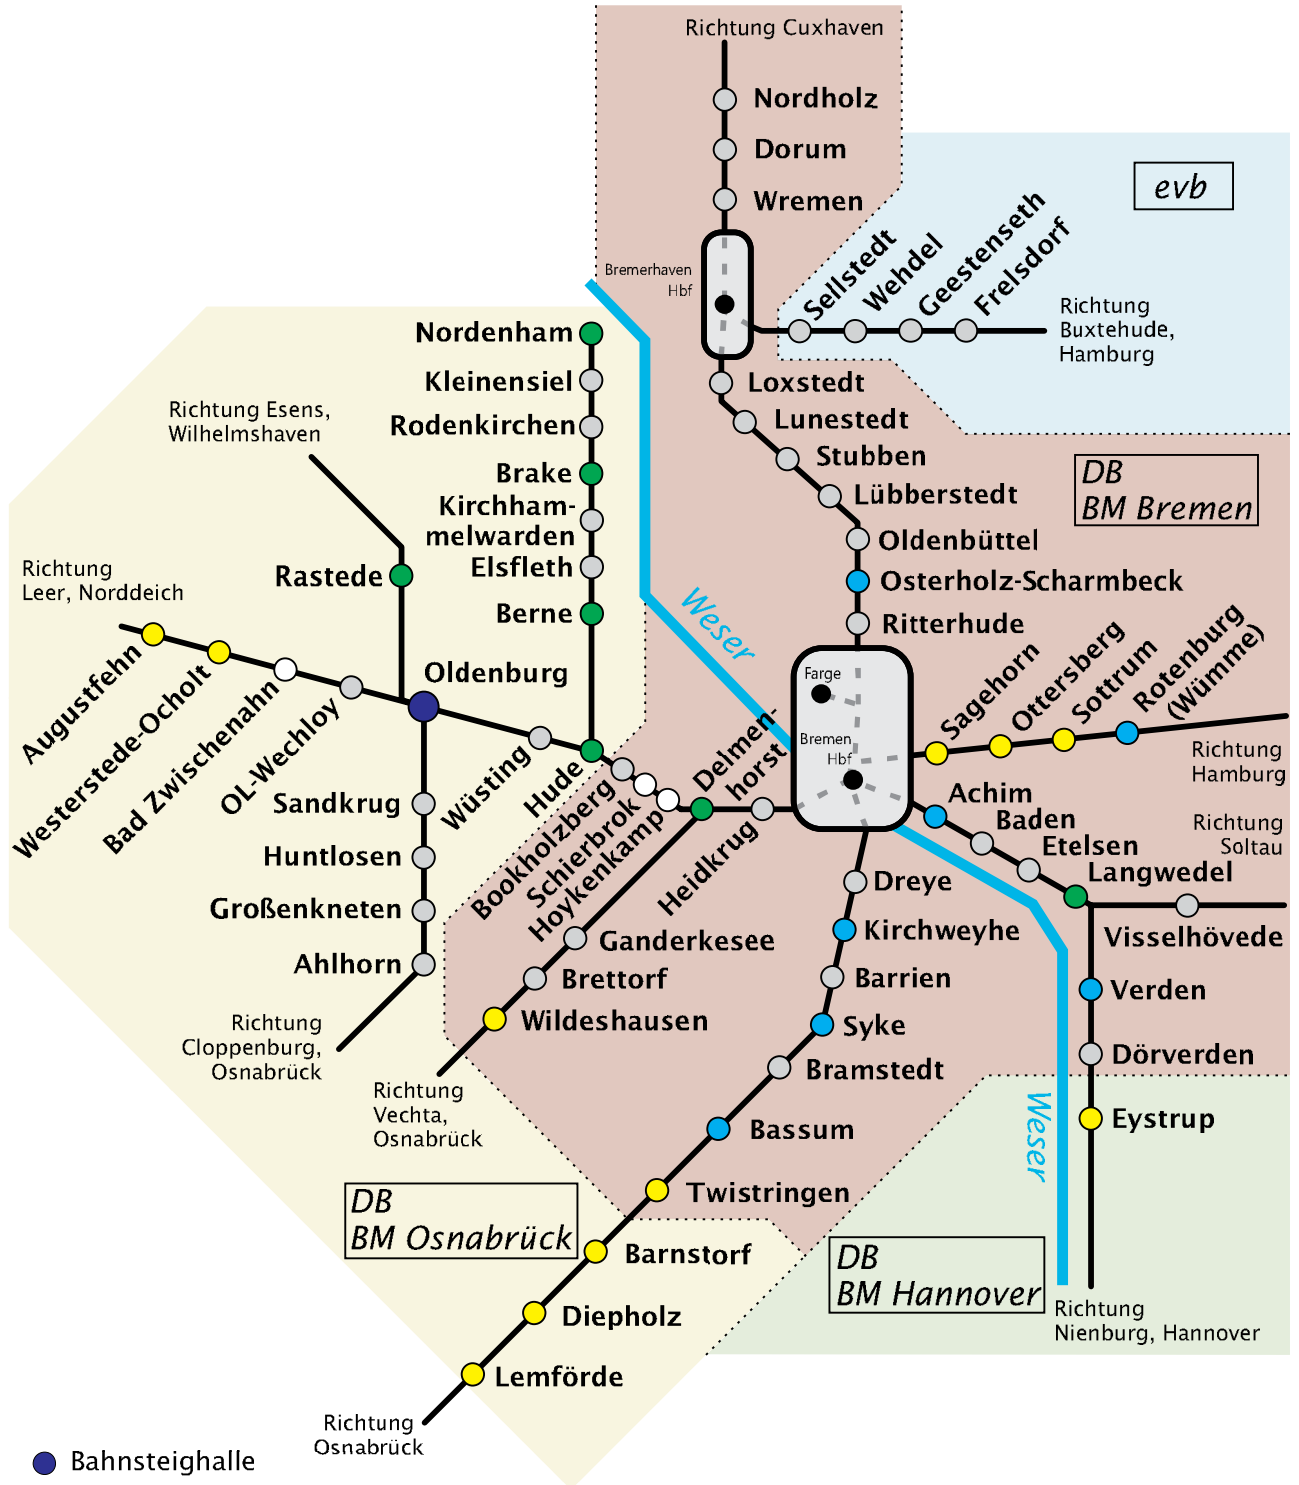 Richtung Cuxhaven
Nordholz
Dorum
Wremen
evb
Bremerhaven
Hbf
Sellstedt
Wehdel
Geestenseth
Frelsdorf
Richtung
Buxtehude,
Hamburg
Nordenham
Kleinensiel
Rodenkirchen
Brake
Kirchham-
melwarden
Elsfleth
Berne
Richtung Esens,
Wilhelmshaven
Loxstedt
Lunestedt
Stubben
Lübberstedt
Oldenbüttel
Osterholz-Scharmbeck
Ritterhude
DB
BM Bremen
Richtung
Leer, Norddeich
Rastede
Weser
Augustfehn
Westerstede-Ocholt
Bad Zwischenahn
OL-Wechloy
Oldenburg
Wüsting
Hude
Bookholzberg
Schierbrok
Hoykenkamp
Delmen-
horst
Heidkrug
Farge
Bremen
Hbf
Sagehorn
Ottersberg
Sottrum
Rotenburg
(Wümme)
Richtung
Hamburg
Achim
Baden
Etelsen
Langwedel
Richtung
Soltau
Visselhövede
Verden
Dörverden
Eystrup
Sandkrug
Huntlosen
Großenkneten
Ahlhorn
Richtung
Cloppenburg,
Osnabrück
Ganderkesee
Brettorf
Wildeshausen
Richtung
Vechta,
Osnabrück
Dreye
Kirchweyhe
Barrien
Syke
Bramstedt
Bassum
Twistringen
Barnstorf
Diepholz
Lemförde
Weser
DB
BM Osnabrück
DB
BM Hannover
Richtung
Nienburg, Hannover
Richtung
Osnabrück
Bahnsteighalle